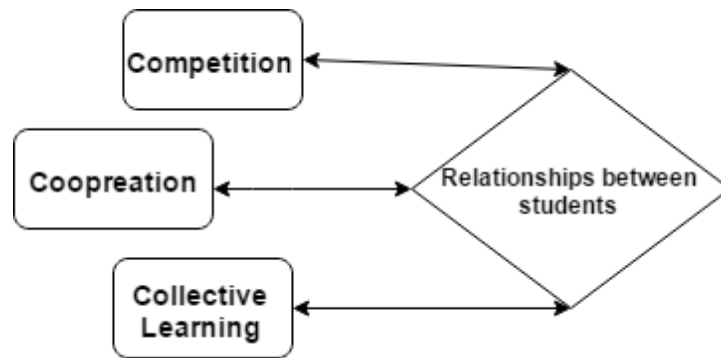 Competition
Coopreation
Relationships between
students
Collective
Learning